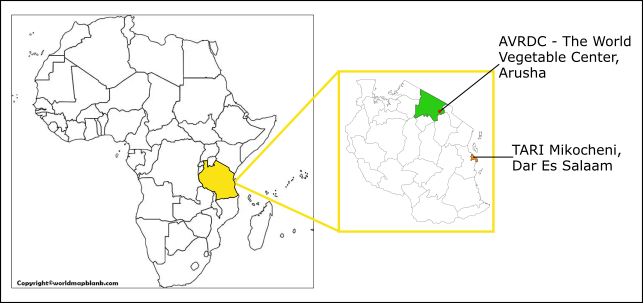 AVRDC - The World
Vegetable Center,
Arusha
TARI Mikocheni,
Dar Es Salaam
Copyright©worldmapblank.com